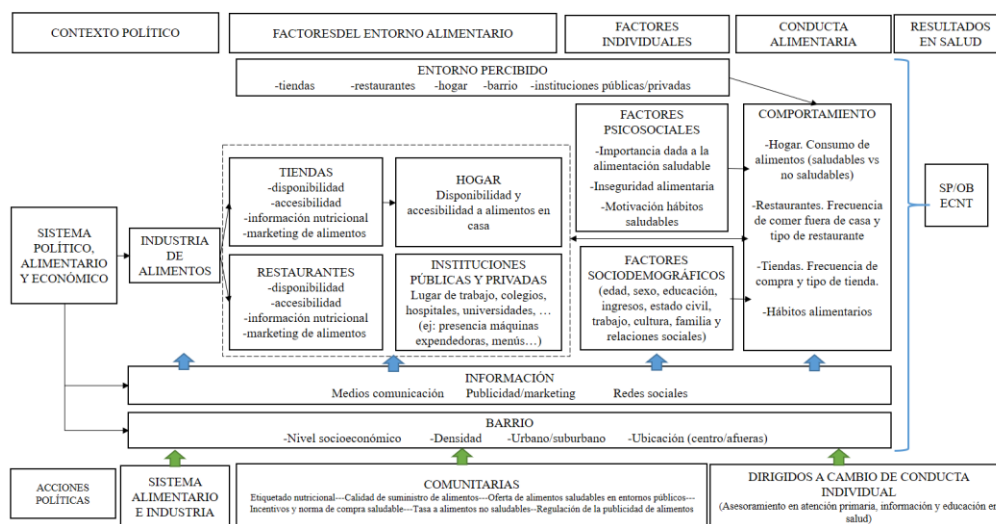 CONTEXTO POLÍTICO
FACTORESDEL ENTORNO ALIMENTARIO
FACTORES
INDIVIDUALES
CONDUCTA
ALIMENTARIA
RESULTADOS
EN SALUD
ENTORNO PERCIBIDO
-tiendas -restaurantes -hogar -barrio -instituciones públicas/privadas
SISTEMA
POLÍTICO,
ALIMENTARIO
Y ECONÓMICO
INDUSTRIA
DE
ALIMENTOS
TIENDAS
-disponibilidad
-accesibilidad
-información nutricional
-marketing de alimentos
RESTAURANTES
-disponibilidad
-accesibilidad
-información nutricional
-marketing de alimentos
HOGAR
Disponibilidad y
accesibilidad a alimentos en
casa
INSTITUCIONES
PÚBLICAS Y PRIVADAS
Lugar de trabajo, colegios,
hospitales, universidades, …
(ej: presencia máquinas
expendedoras, menús…)
FACTORES
PSICOSOCIALES
-Importancia dada a la
alimentación saludable
-Inseguridad alimentaria
-Motivación hábitos
saludables
FACTORES
SOCIODEMOGRÁFICOS
(edad, sexo, educación,
ingresos, estado civil,
trabajo, cultura, familia y
relaciones sociales)
COMPORTAMIENTO
-Hogar. Consumo de
alimentos (saludables vs
no saludables)
-Restaurantes. Frecuencia
de comer fuera de casa y
tipo de restaurante
-Tiendas. Frecuencia de
compra y tipo de tienda.
-Hábitos alimentarios
SP/OB
ECNT
INFORMACIÓN
Medios comunicación Publicidad/marketing Redes sociales
BARRIO
-Nivel socioeconómico -Densidad -Urbano/suburbano -Ubicación (centro/afueras)
ACCIONES
POLÍTICAS
SISTEMA
ALIMENTARIO
E INDUSTRIA
COMUNITARIAS
Etiquetado nutricional---Calidad de suministro de alimentos---Oferta de alimentos saludables en entornos públicos---
Incentivos y norma de compra saludable---Tasa a alimentos no saludables--Regulación de la publicidad de alimentos
DIRIGIDOS A CAMBIO DE CONDUCTA
INDIVIDUAL
(Asesoramiento en atención primaria, información y educación en
salud)